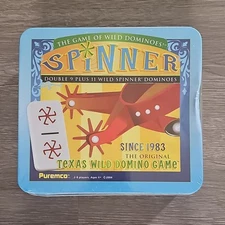 THE GAME OF WILD DOMINOES
SPINNER
DOUBLE 9 PLUS 11 WILD SPINNER DOMINOES
SINCE 1983
THE ORIGINAL
TEXAS WILD DOMINO GAME
Puremco